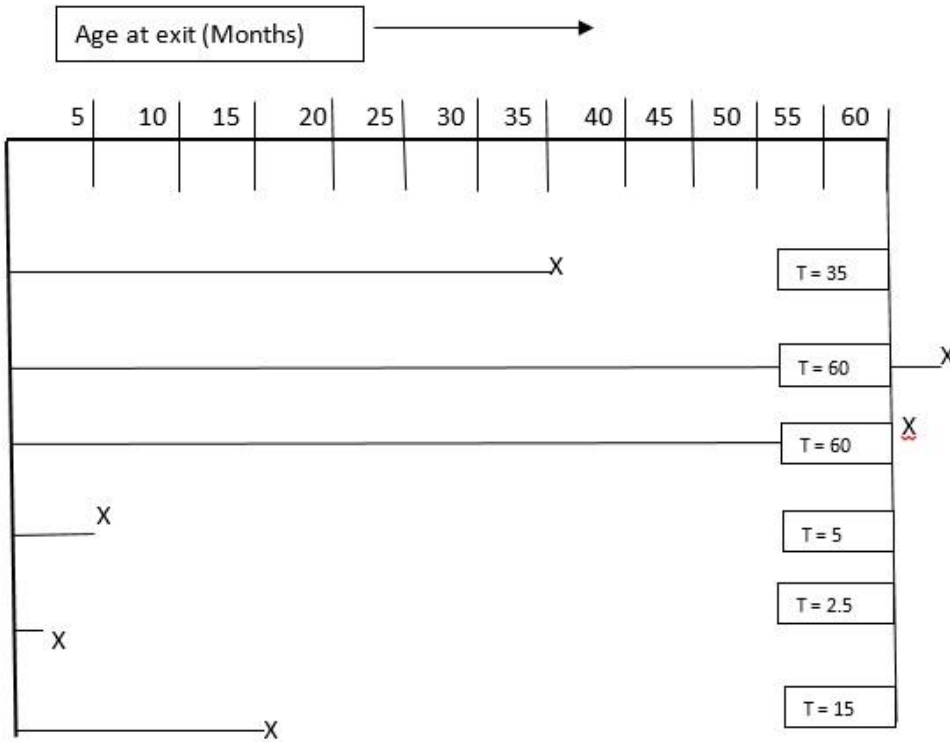 Age at exit (Months)
5 10 15 20 25 30 35 40 45 50 55 60
X T = 35
T = 60 X
T = 60 X
X T = 5
X T = 2.5
X T = 15